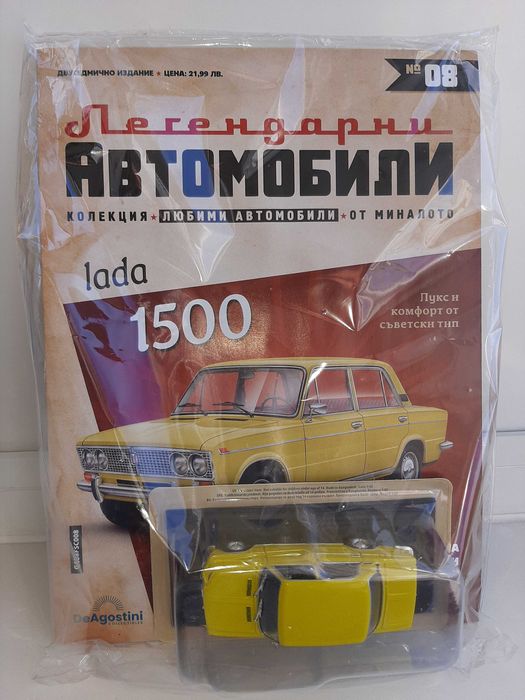 ДВУСЕДМИЧНО ИЗДАНИЕ ★ ЦЕНА: 21,99 ЛВ.
№ 08
Легендарни
АВТОМОБИЛИ
КОЛЕКЦИЯ ★ ЛЮБИМИ АВТОМОБИЛИ ★ ОТ МИНАЛОТО
lada
1500
Лукс и
комфорт от
съветски тип
DeAgostini
COLLECTIBLES